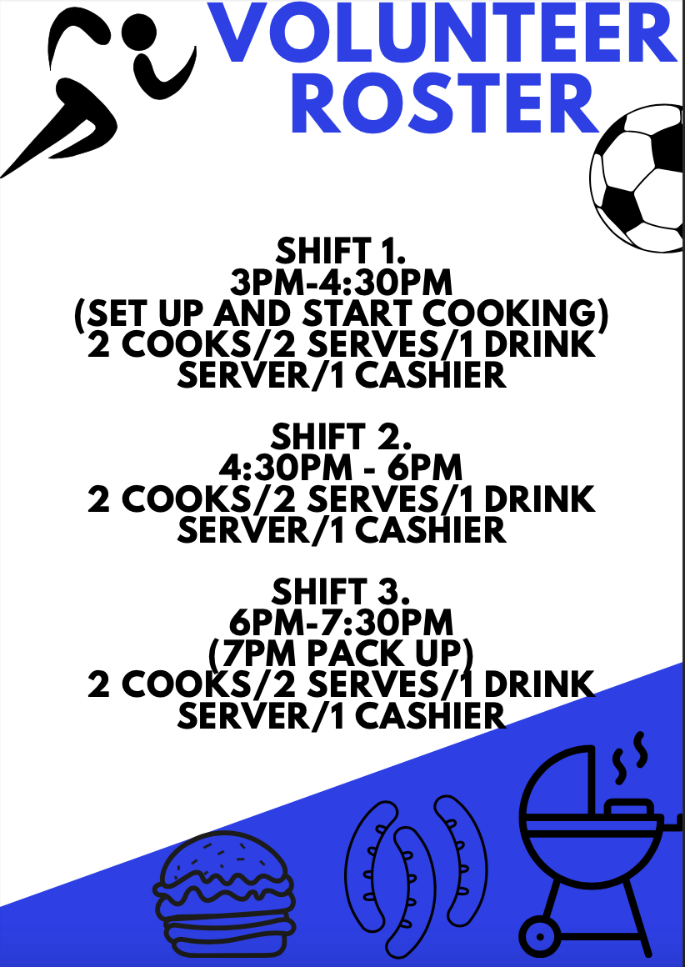 VOLUNTEER
ROSTER
SHIFT 1.
3PM-4:30PM
(SET UP AND START COOKING)
2 COOKS/2 SERVES/1 DRINK
SERVER/1 CASHIER
SHIFT 2.
4:30PM - 6PM
2 COOKS/2 SERVES/1 DRINK
SERVER/1 CASHIER
SHIFT 3.
6PM-7:30PM
(7PM PACK UP)
2 COOKS/2 SERVES/1 DRINK
SERVER/1 CASHIER